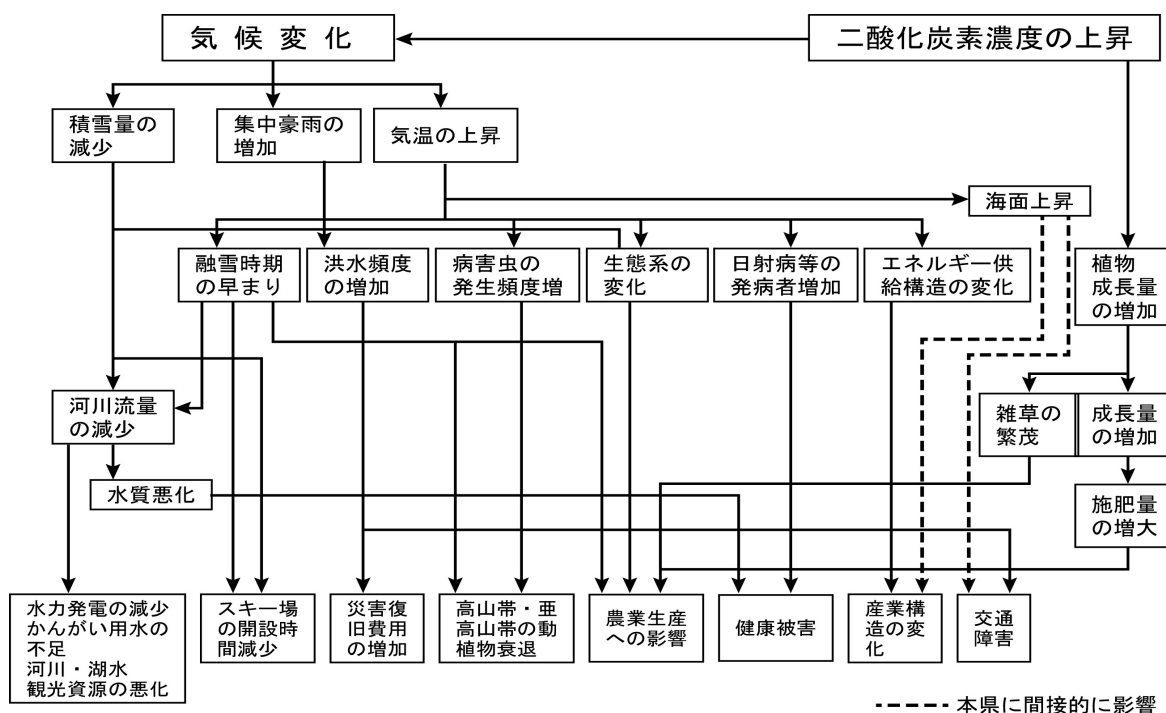 気候変化
二酸化炭素濃度の上昇
積雪量の
減少
集中豪雨の
増加
気温の上昇
海面上昇
融雪時期
の早まり
洪水頻度
の増加
病害虫の
発生頻度増
生態系の
変化
日射病等の
発病者増加
エネルギー供
給構造の変化
植物
成長量
の増加
河川流量
の減少
雑草の
繁茂
成長量
の増加
水質悪化
施肥量
の増大
水力発電の減少
かんがい用水の
不足
河川・湖水
観光資源の悪化
スキー場
の開設時
間減少
災害復
旧費用
の増加
高山帯・亜
高山帯の動
植物衰退
農業生産
への影響
健康被害
産業構
造の変
化
交通
障害
本県に間接的に影響